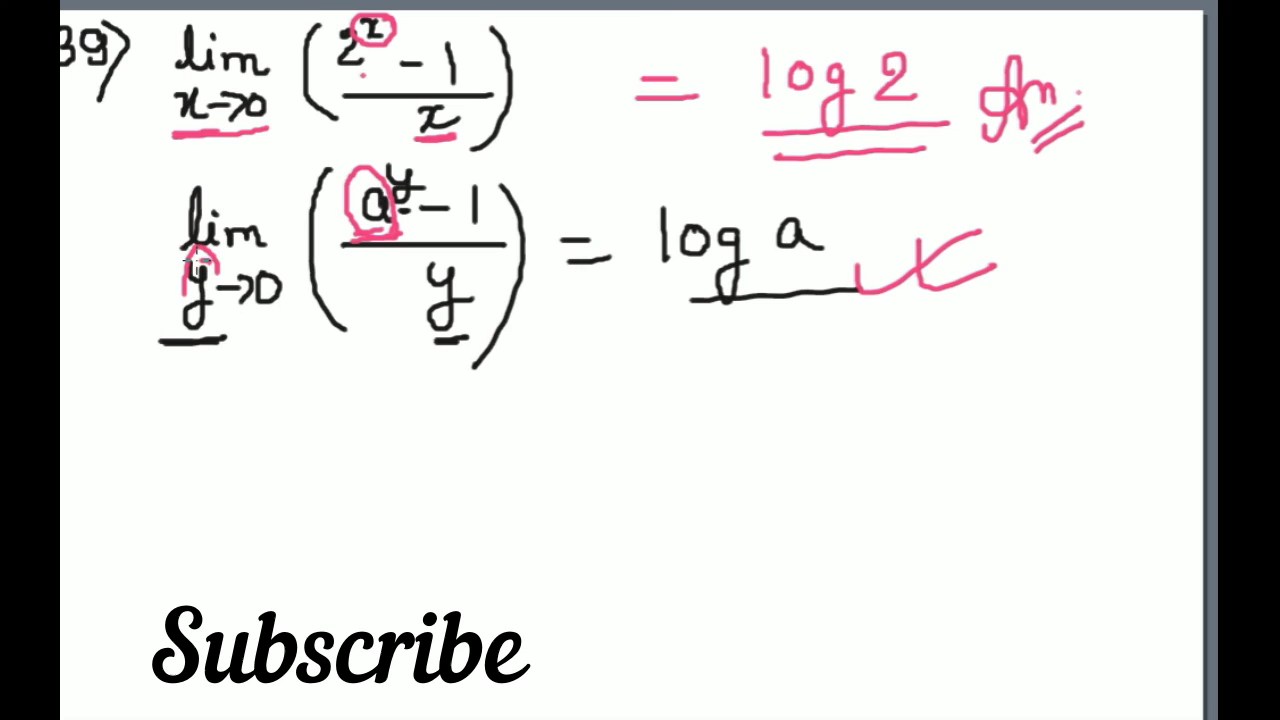 39) lim x→0 (2^x - 1 / x) = log 2 Ans.
lim y→0 (a^y - 1 / y) = log a
Subscribe